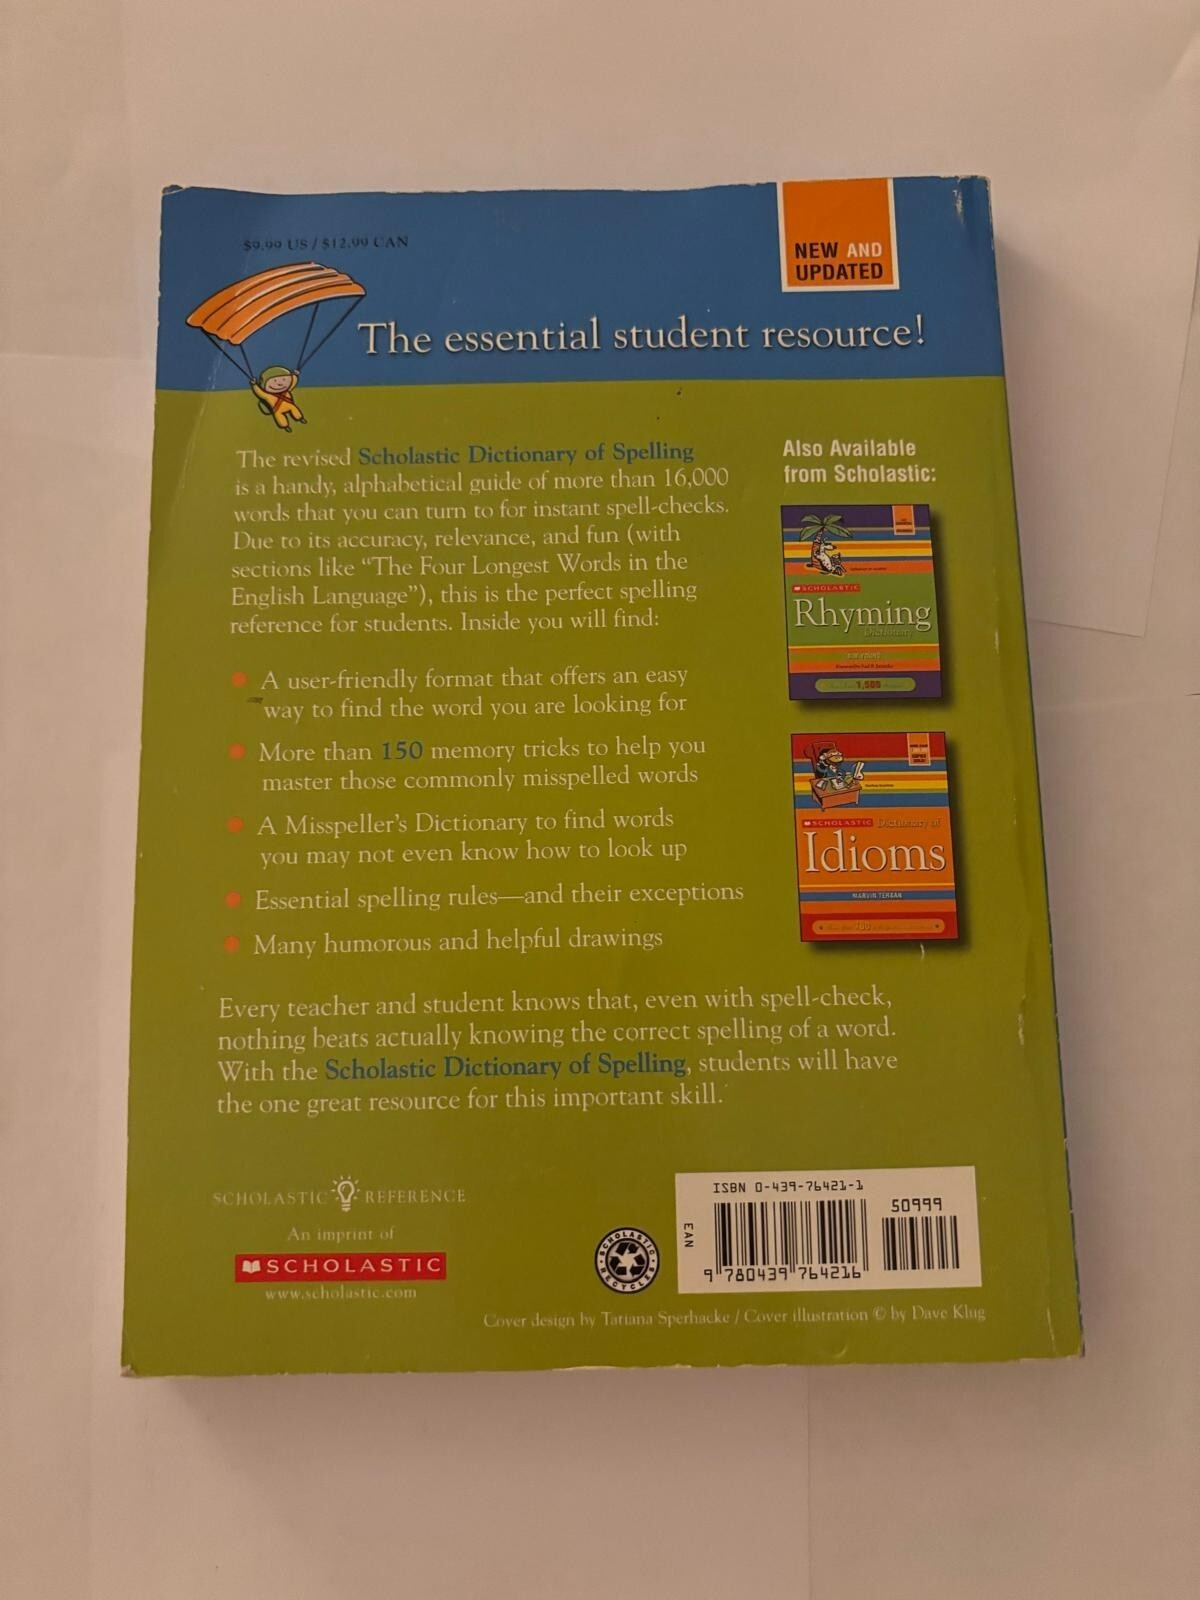 $9.99 US / $12.99 CAN
NEW AND
UPDATED
The essential student resource!
The revised Scholastic Dictionary of Spelling
is a handy, alphabetical guide of more than 16,000
words that you can turn to for instant spell-checks.
Due to its accuracy, relevance, and fun (with
sections like “The Four Longest Words in the
English Language”), this is the perfect spelling
reference for students. Inside you will find:
A user-friendly format that offers an easy
way to find the word you are looking for
More than 150 memory tricks to help you
master those commonly misspelled words
A Misspeller's Dictionary to find words
you may not even know how to look up
Essential spelling rules—and their exceptions
Many humorous and helpful drawings
Every teacher and student knows that, even with spell-check,
nothing beats actually knowing the correct spelling of a word.
With the Scholastic Dictionary of Spelling, students will have
the one great resource for this important skill.
Also Available
from Scholastic:
SCHOLASTIC
Rhyming
Dictionary
SUE YOUNG
1,500
SCHOLASTIC Dictionary of
Idioms
MARVIN TERBAN
700
SCHOLASTIC REFERENCE
An imprint of
SCHOLASTIC
www.scholastic.com
SCHOLASTIC RECYCLES
ISBN 0-439-76421-1
50999
EAN
9 780439 764216
Cover design by Tatiana Sperhacke / Cover illustration © by Dave Klug